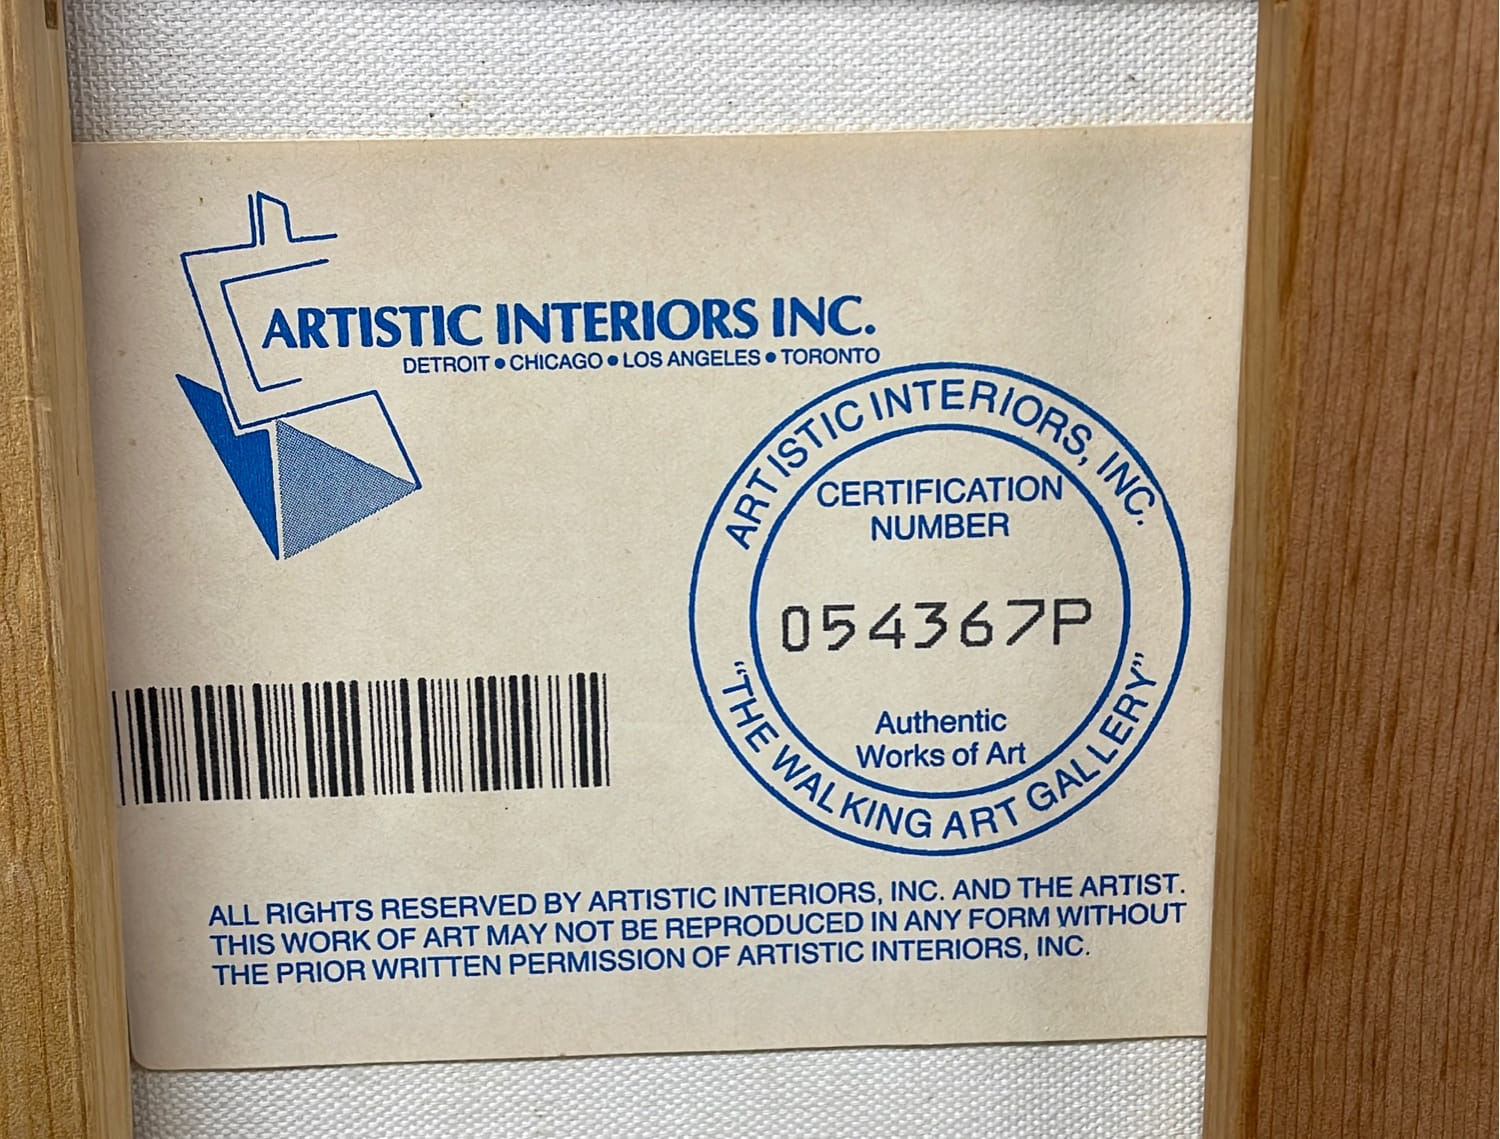 ARTISTIC INTERIORS INC.
DETROIT • CHICAGO • LOS ANGELES • TORONTO
ARTISTIC INTERIORS, INC.
CERTIFICATION
NUMBER
054367P
Authentic
Works of Art
"THE WALKING ART GALLERY"
ALL RIGHTS RESERVED BY ARTISTIC INTERIORS, INC. AND THE ARTIST.
THIS WORK OF ART MAY NOT BE REPRODUCED IN ANY FORM WITHOUT
THE PRIOR WRITTEN PERMISSION OF ARTISTIC INTERIORS, INC.